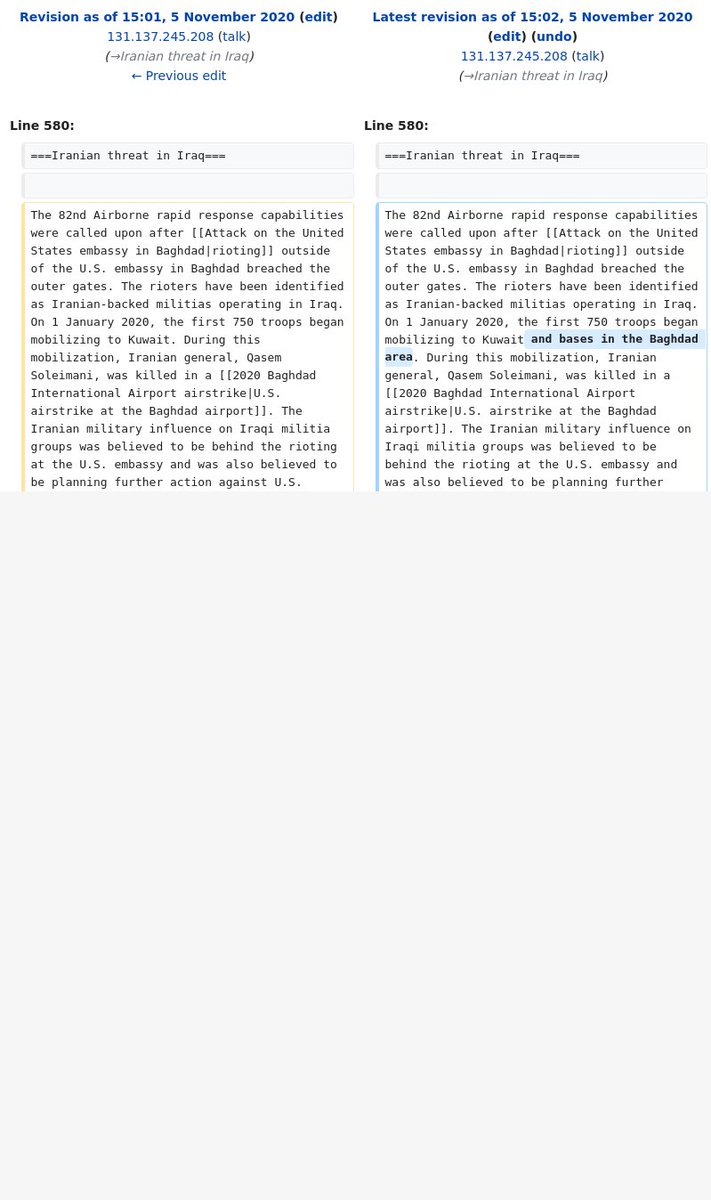 Revision as of 15:01, 5 November 2020 (edit)
131.137.245.208 (talk)
(→Iranian threat in Iraq)
← Previous edit
Line 580:
===Iranian threat in Iraq===
The 82nd Airborne rapid response capabilities
were called upon after [[Attack on the United
States embassy in Baghdad|rioting]] outside
of the U.S. embassy in Baghdad breached the
outer gates. The rioters have been identified
as Iranian-backed militias operating in Iraq.
On 1 January 2020, the first 750 troops began
mobilizing to Kuwait. During this
mobilization, Iranian general, Qasem
Soleimani, was killed in a [[2020 Baghdad
International Airport airstrike|U.S.
airstrike at the Baghdad airport]]. The
Iranian military influence on Iraqi militia
groups was believed to be behind the rioting
at the U.S. embassy and was also believed to
be planning further action against U.S.
Latest revision as of 15:02, 5 November 2020
(edit) (undo)
131.137.245.208 (talk)
(→Iranian threat in Iraq)
Line 580:
===Iranian threat in Iraq===
The 82nd Airborne rapid response capabilities
were called upon after [[Attack on the United
States embassy in Baghdad|rioting]] outside
of the U.S. embassy in Baghdad breached the
outer gates. The rioters have been identified
as Iranian-backed militias operating in Iraq.
On 1 January 2020, the first 750 troops began
mobilizing to Kuwait and bases in the Baghdad
area. During this mobilization, Iranian
general, Qasem Soleimani, was killed in a
[[2020 Baghdad International Airport
airstrike|U.S. airstrike at the Baghdad
airport]]. The Iranian military influence on
Iraqi militia groups was believed to be
behind the rioting at the U.S. embassy and
was also believed to be planning further